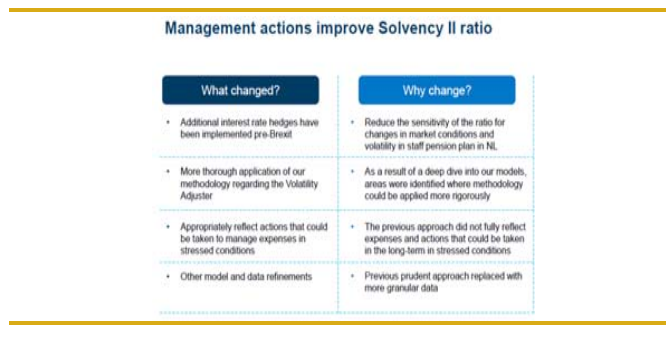 Management actions improve Solvency II ratio
What changed?
Why change?
• Additional interest rate hedges have
been implemented pre-Brexit
• Reduce the sensitivity of the ratio for
changes in market conditions and
volatility in staff pension plan in NL
• More thorough application of our
methodology regarding the Volatility
Adjuster
• As a result of a deep dive into our models,
areas were identified where methodology
could be applied more rigorously
• Appropriately reflect actions that could
be taken to manage expenses in
stressed conditions
• The previous approach did not fully reflect
expenses and actions that could be taken
in the long-term in stressed conditions
• Other model and data refinements
• Previous prudent approach replaced with
more granular data